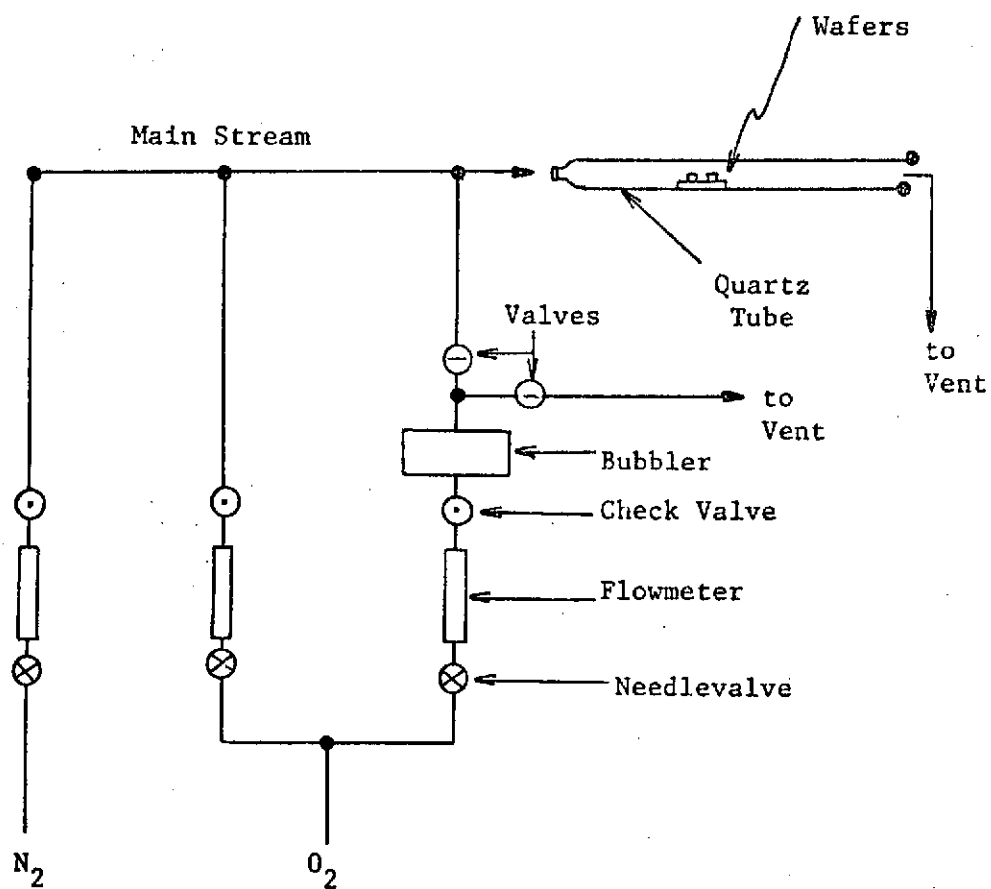 Wafers
Main Stream
Quartz
Tube
Valves
to
Vent
to
Vent
Bubbler
Check Valve
Flowmeter
Needlevalve
N2
O2